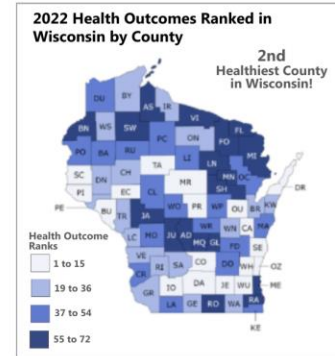 2022 Health Outcomes Ranked in
Wisconsin by County
2nd
Healthiest County
in Wisconsin!
DU
BY
AS
IR
VI
FL
BN
WS
SW
FO
ON
MI
PO
BA
RU
PC
LI
LN
MN
OC
SC
TA
DR
PI
DN
CH
MR
SH
PE
EC
CL
BU
TR
JA
WO
PR
WP
OU
BR
KW
WR
WN
CA
MA
LC
MO
JU
AD
MQ
GL
FD
SE
VE
CR
RI
SA
CO
DO
WH
OZ
IO
DA
JE
WU
ME
GR
LA
GE
RO
WA
RA
KE
Health Outcome
Ranks
1 to 15
19 to 36
37 to 54
55 to 72